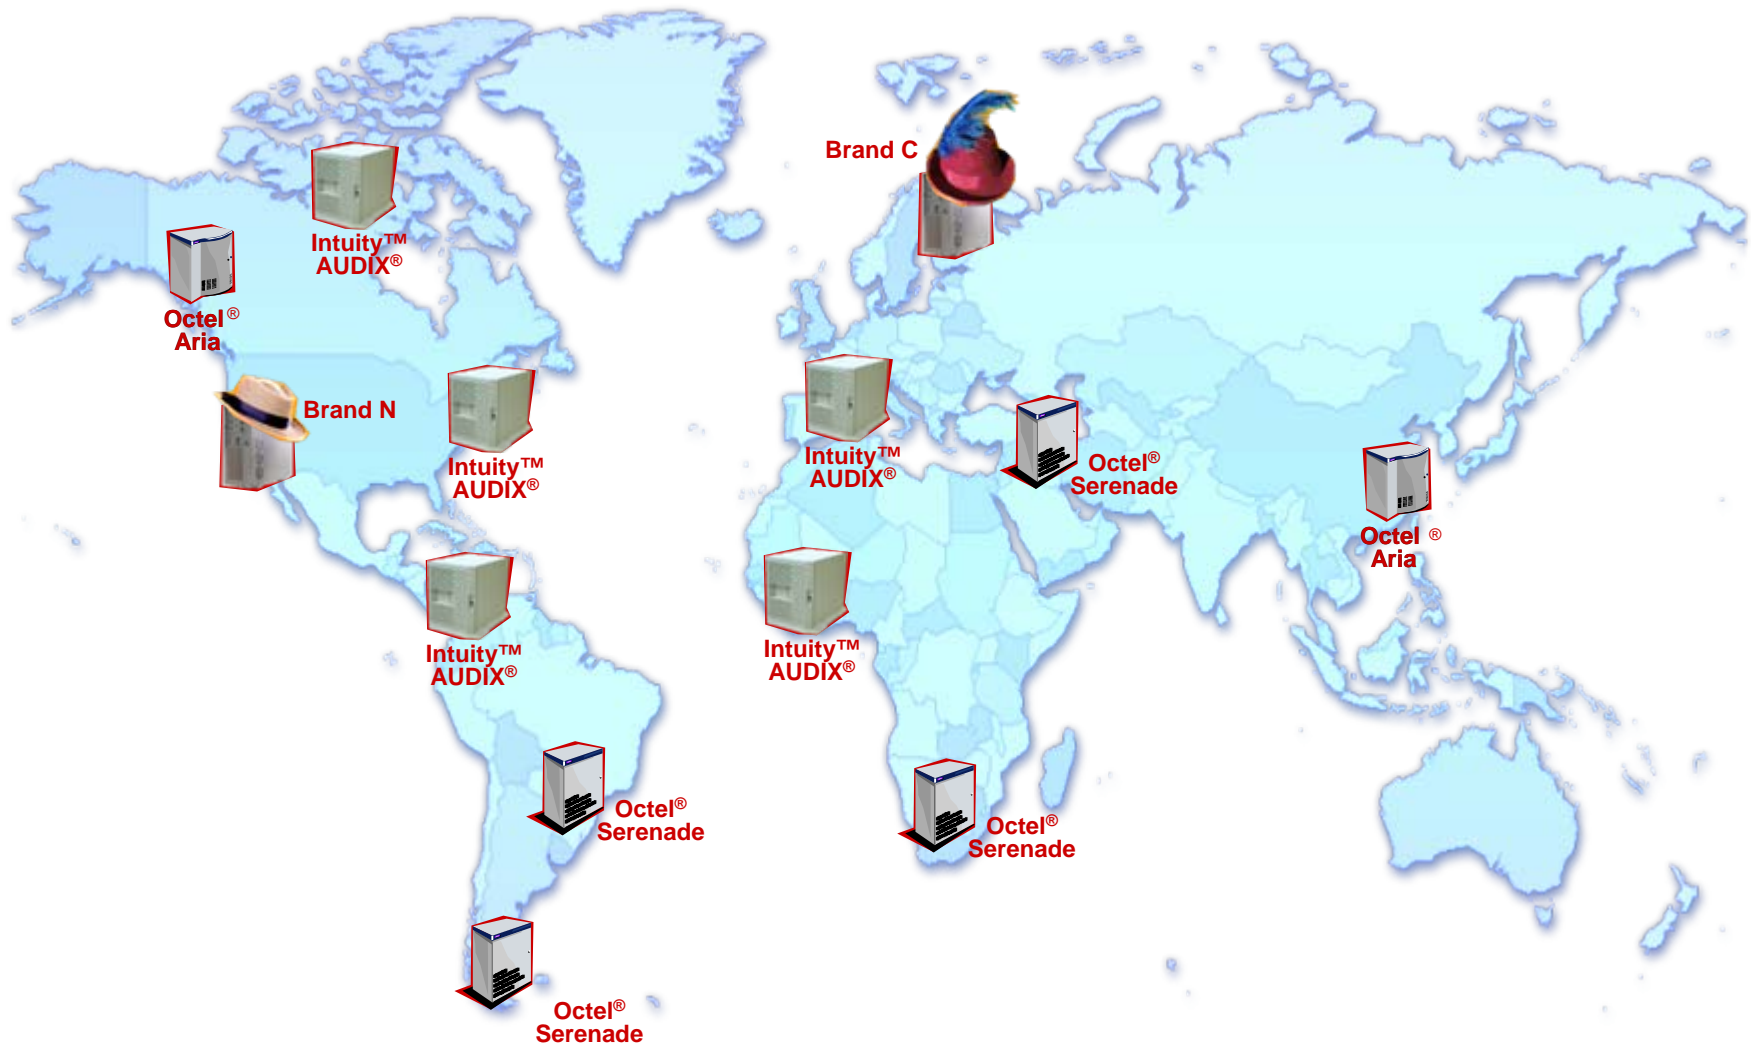 Brand C
Intuity™
AUDIX®
Octel ®
Aria
Brand N
Intuity™
AUDIX®
Intuity™
AUDIX®
Octel®
Serenade
Octel ®
Aria
Intuity™
AUDIX®
Intuity™
AUDIX®
Octel®
Serenade
Octel®
Serenade
Octel®
Serenade